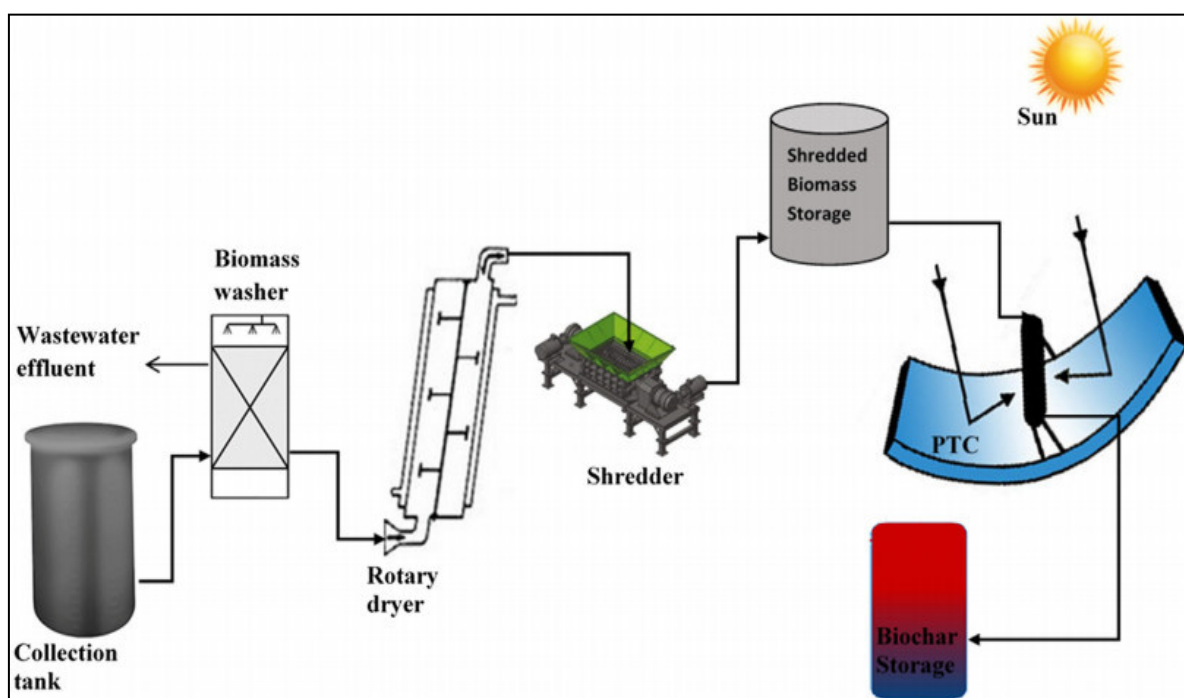 Sun
Shredded
Biomass
Storage
Biomass
washer
Wastewater
effluent
PTC
Shredder
Rotary
dryer
Biochar
Storage
Collection
tank